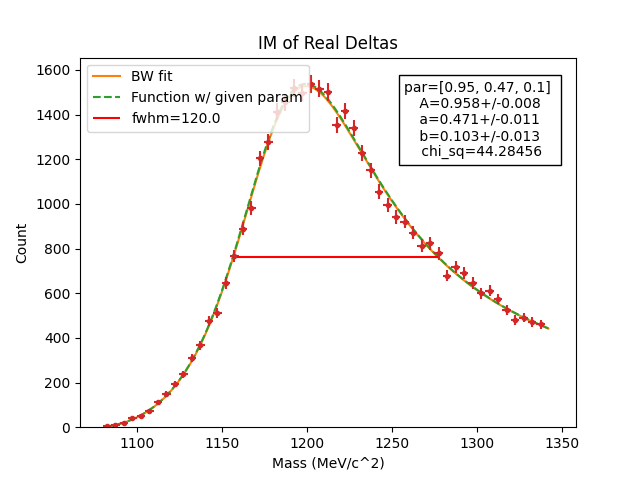 IM of Real Deltas
BW fit
Function w/ given param
fwhm=120.0
par=[0.95, 0.47, 0.1]
A=0.958+/-0.008
a=0.471+/-0.011
b=0.103+/-0.013
chi_sq=44.28456
Count
1600
1400
1200
1000
800
600
400
200
0
1100 1150 1200 1250 1300 1350
Mass (MeV/c^2)